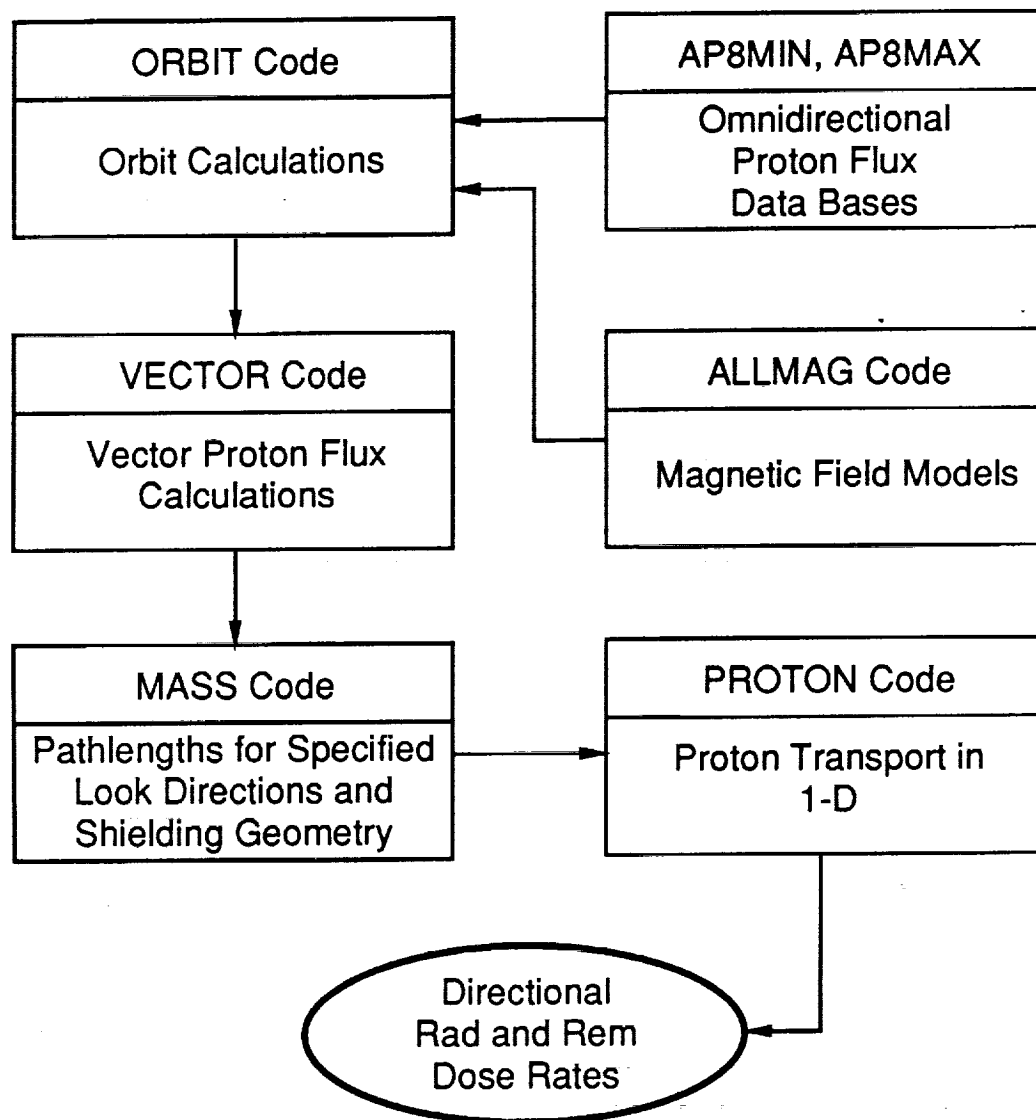 ORBIT Code
Orbit Calculations
AP8MIN, AP8MAX
Omnidirectional
Proton Flux
Data Bases
VECTOR Code
Vector Proton Flux
Calculations
ALLMAG Code
Magnetic Field Models
MASS Code
Pathlengths for Specified
Look Directions and
Shielding Geometry
PROTON Code
Proton Transport in
1-D
Directional
Rad and Rem
Dose Rates